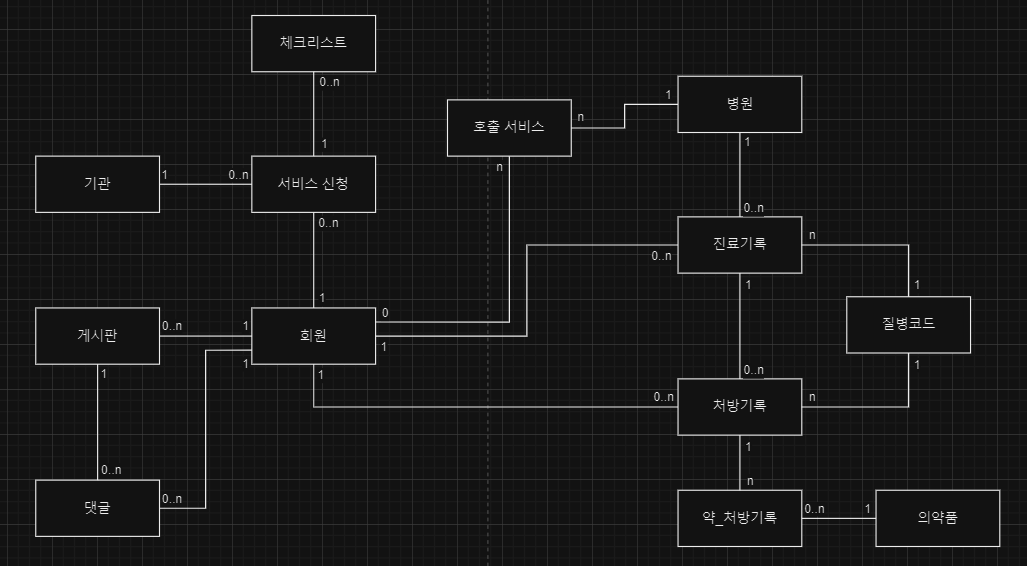 체크리스트
0..n
1
호출 서비스
n
n
1
병원
1
기관
1
0..n
서비스 신청
0..n
1
0..n
진료기록
0..n
n
1
1
질병코드
1
게시판
0..n
1
1
회원
0
1
1
1
0..n
0..n
처방기록
n
1
n
댓글
0..n
0..n
약_처방기록
0..n
1
의약품